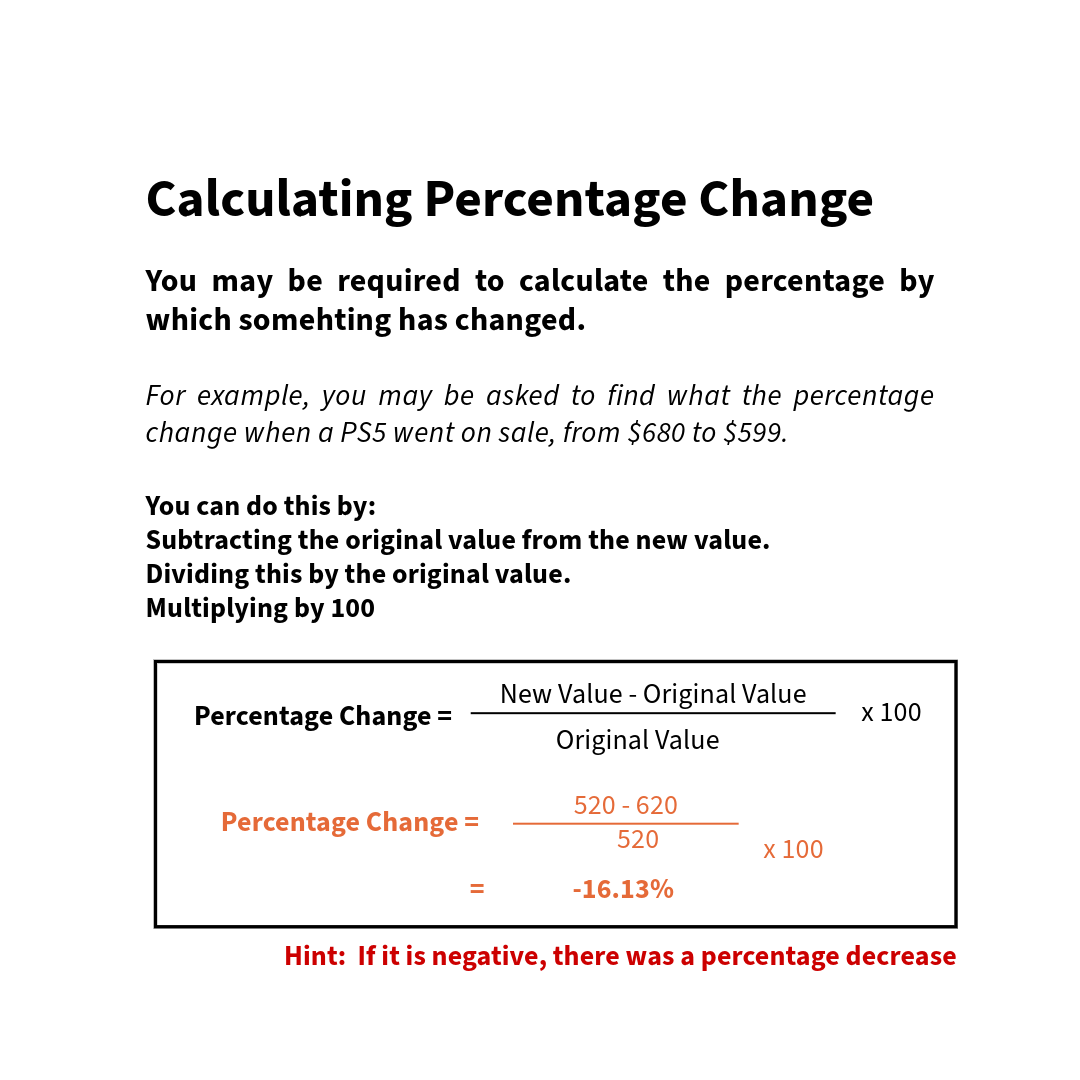 Calculating Percentage Change
You may be required to calculate the percentage by
which somehting has changed.
For example, you may be asked to find what the percentage
change when a PS5 went on sale, from $680 to $599.
You can do this by:
Subtracting the original value from the new value.
Dividing this by the original value.
Multiplying by 100
New Value - Original Value
Percentage Change = x 100
Original Value
520 - 620
Percentage Change =
520
x 100
= -16.13%
Hint: If it is negative, there was a percentage decrease